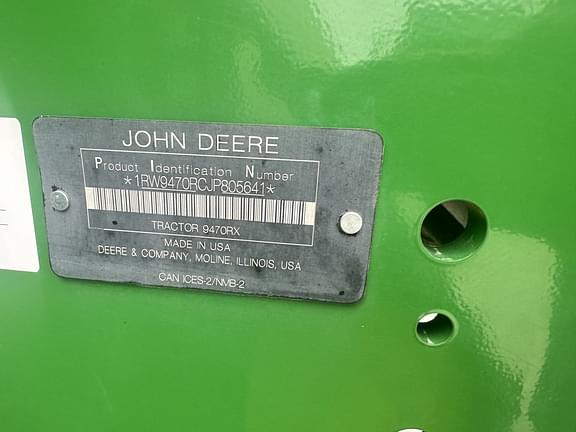 JOHN DEERE
Product Identification Number
*1RW9470RCJP805641*
TRACTOR 9470RX
MADE IN USA
DEERE & COMPANY, MOLINE, ILLINOIS, USA
CAN ICES-2/NMB-2